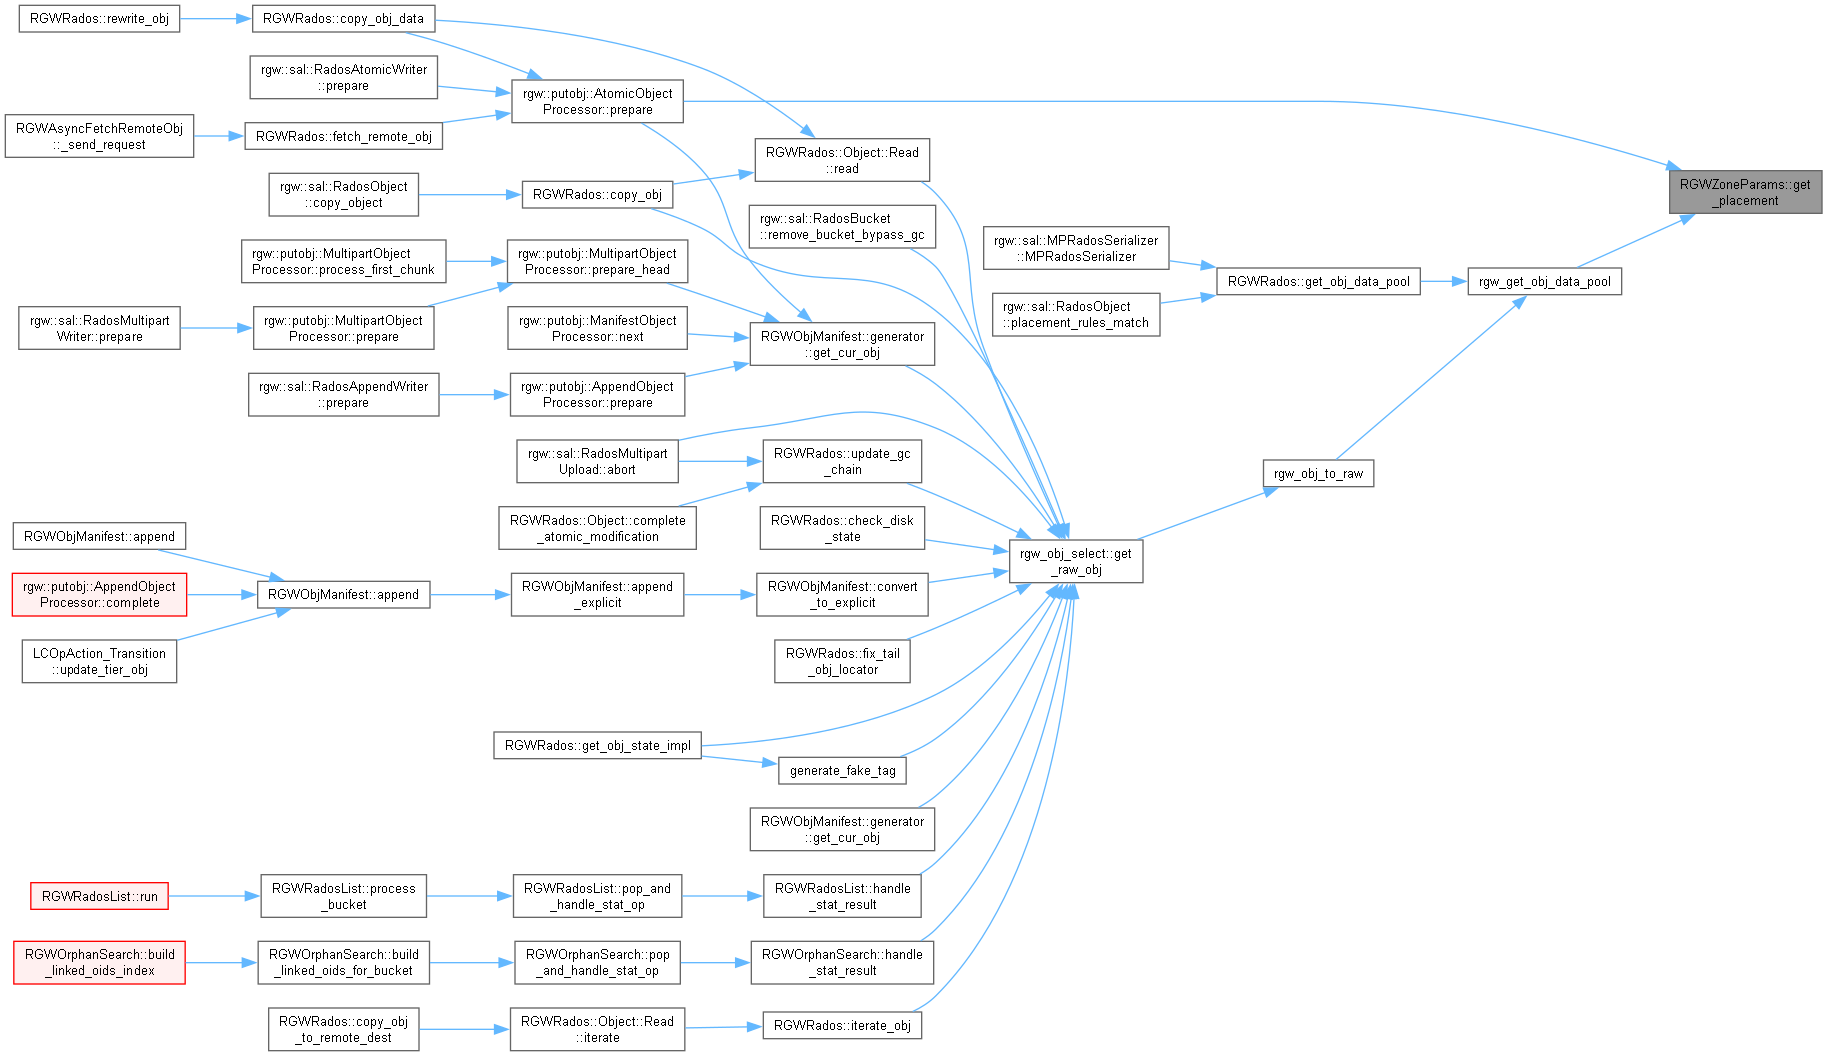 RGWRados::rewrite_obj
RGWRados::copy_obj_data
rgw::sal::RadosAtomicWriter
::prepare
rgw::putobj::AtomicObject
Processor::prepare
RGWAsyncFetchRemoteObj
::_send_request
RGWRados::fetch_remote_obj
RGWRados::Object::Read
::read
rgw::sal::RadosObject
::copy_object
RGWRados::copy_obj
RGWZoneParams::get
_placement
rgw::sal::RadosBucket
::remove_bucket_bypass_gc
rgw::putobj::MultipartObject
Processor::process_first_chunk
rgw::putobj::MultipartObject
Processor::prepare_head
rgw::sal::MPRadosSerializer
::MPRadosSerializer
RGWRados::get_obj_data_pool
rgw_get_obj_data_pool
rgw::sal::RadosObject
::placement_rules_match
rgw::sal::RadosMultipart
Writer::prepare
rgw::putobj::MultipartObject
Processor::prepare
rgw::putobj::ManifestObject
Processor::next
RGWObjManifest::generator
::get_cur_obj
rgw::sal::RadosAppendWriter
::prepare
rgw::putobj::AppendObject
Processor::prepare
rgw::sal::RadosMultipart
Upload::abort
RGWRados::update_gc
_chain
rgw_obj_to_raw
RGWRados::Object::complete
_atomic_modification
RGWRados::check_disk
_state
RGWObjManifest::append
rgw_obj_select::get
_raw_obj
rgw::putobj::AppendObject
Processor::complete
RGWObjManifest::append
RGWObjManifest::append
_explicit
RGWObjManifest::convert
_to_explicit
LCOpAction_Transition
::update_tier_obj
RGWRados::fix_tail
_obj_locator
RGWRados::get_obj_state_impl
generate_fake_tag
RGWObjManifest::generator
::get_cur_obj
RGWRadosList::run
RGWRadosList::process
_bucket
RGWRadosList::pop_and
_handle_stat_op
RGWRadosList::handle
_stat_result
RGWOrphanSearch::build
_linked_oids_index
RGWOrphanSearch::build
_linked_oids_for_bucket
RGWOrphanSearch::pop
_and_handle_stat_op
RGWOrphanSearch::handle
_stat_result
RGWRados::copy_obj
_to_remote_dest
RGWRados::Object::Read
::iterate
RGWRados::iterate_obj